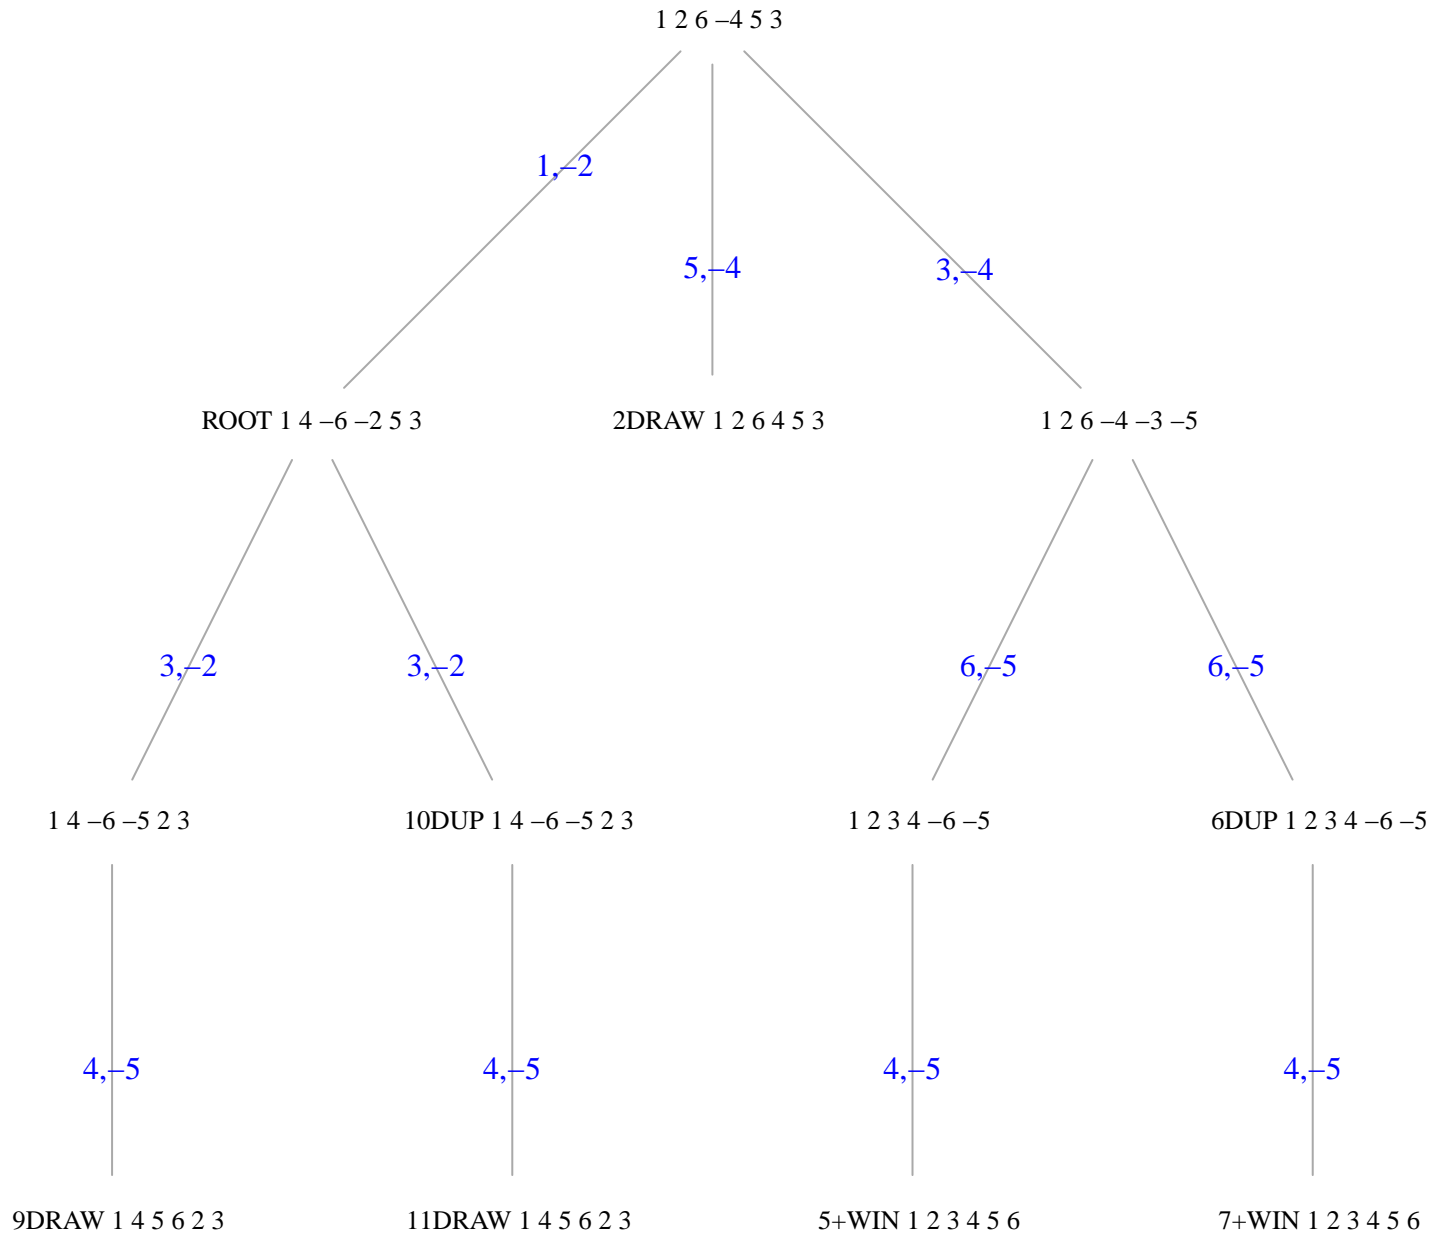 1 2 6 –4 5 3
1,–2
5,–4
3,–4
ROOT 1 4 –6 –2 5 3
2DRAW 1 2 6 4 5 3
1 2 6 –4 –3 –5
3,–2
3,–2
6,–5
6,–5
1 4 –6 –5 2 3
10DUP 1 4 –6 –5 2 3
1 2 3 4 –6 –5
6DUP 1 2 3 4 –6 –5
4,–5
4,–5
4,–5
4,–5
9DRAW 1 4 5 6 2 3
11DRAW 1 4 5 6 2 3
5+WIN 1 2 3 4 5 6
7+WIN 1 2 3 4 5 6